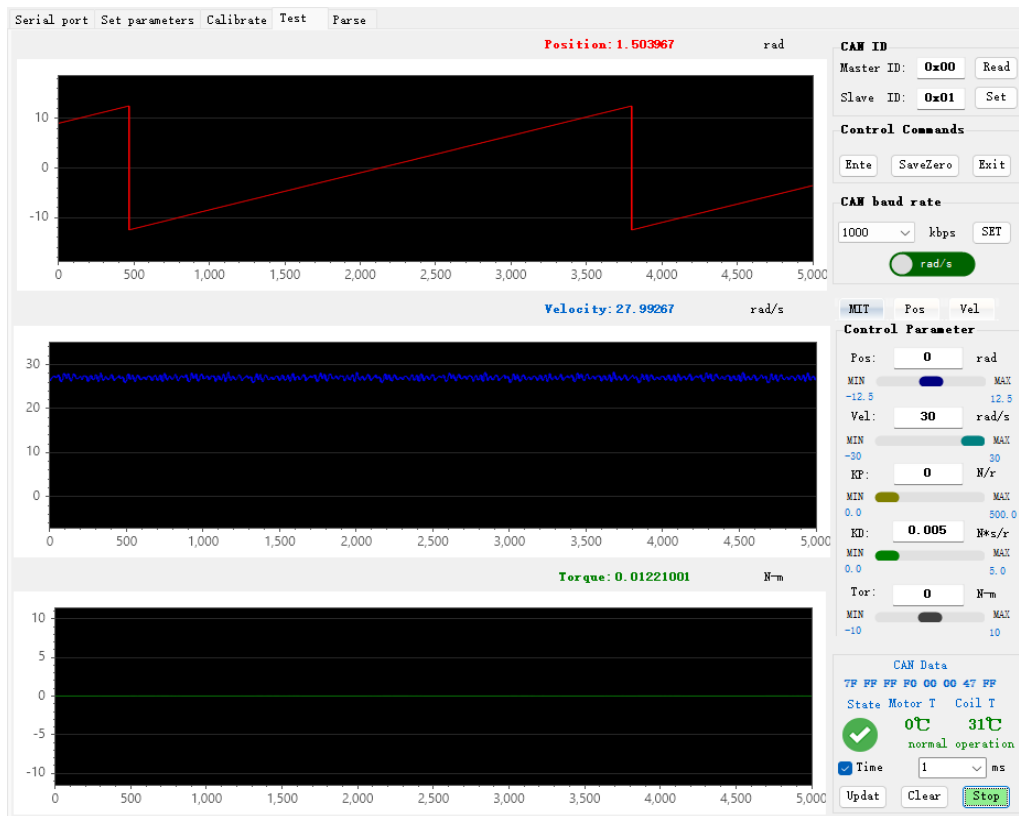 Serial port Set parameters Calibrate Test Parse
Position:1.503967 rad
10
0
-10
0 500 1,000 1,500 2,000 2,500 3,000 3,500 4,000 4,500 5,000
Velocity:27.99267 rad/s
30
20
10
0
0 500 1,000 1,500 2,000 2,500 3,000 3,500 4,000 4,500 5,000
Torque:0.01221001 N-m
10
5
0
-5
-10
0 500 1,000 1,500 2,000 2,500 3,000 3,500 4,000 4,500 5,000
CAN ID
Master ID: 0x00 Read
Slave ID: 0x01 Set
Control Commands
Ente SaveZero Exit
CAN baud rate
1000 kbps SET
rad/s
MIT Pos Vel
Control Parameter
Pos: 0 rad
MIN MAX
-12.5 12.5
Vel: 30 rad/s
MIN MAX
-30 30
KP: 0 N/r
MIN MAX
0.0 500.0
KD: 0.005 N*s/r
MIN MAX
0.0 5.0
Tor: 0 N-m
MIN MAX
-10 10
CAN Data
7F FF FF F0 00 00 47 FF
State Motor T Coil T
0℃ 31℃
normal operation
Time 1 ms
Updat Clear Stop